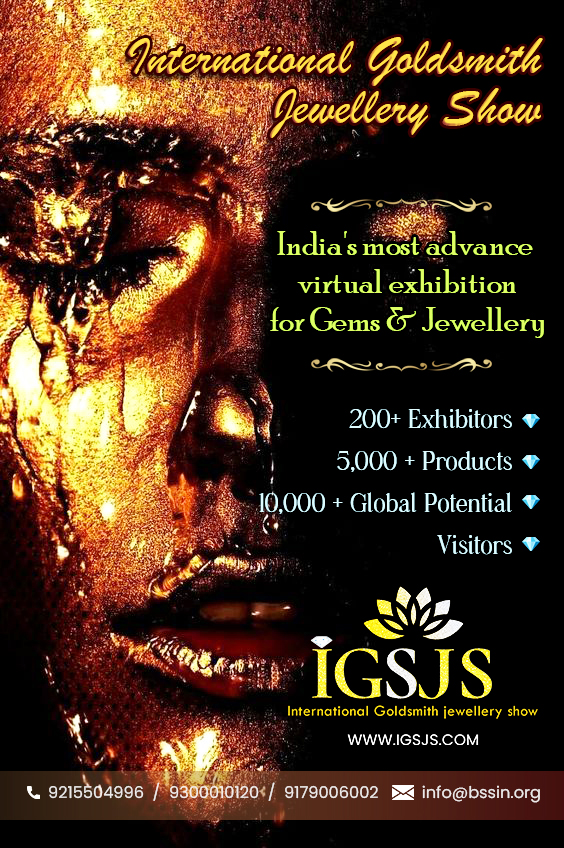 International Goldsmith
Jewellery Show
India's most advance
virtual exhibition
for Gems & Jewellery
200+ Exhibitors
5,000 + Products
10,000 + Global Potential
Visitors
IGSJS
International Goldsmith jewellery show
WWW.IGSJS.COM
9215504996 / 9300010120 / 9179006002 info@bssin.org